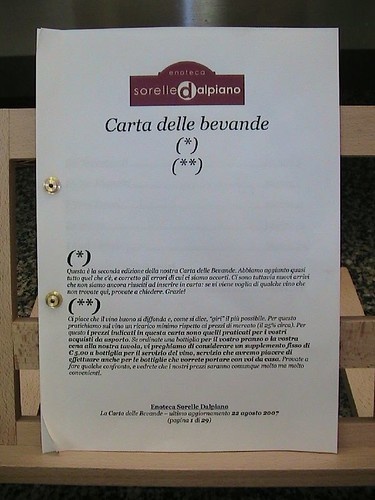 enoteca
sorelle dalpiano
Carta delle bevande
(*)
(**)
(*)
Questa è la seconda edizione della nostra Carta delle Bevande. Abbiamo aggiunto quasi
tutto quel che c'è, e corretto gli errori di cui ci siamo accorti. Ci sono tuttavia nuovi arrivi
che non siamo ancora riusciti ad inserire in carta: se vi viene voglia di qualche vino che
non trovate qui, provate a chiedere. Grazie!
(**)
Ci piace che il vino buono si diffonda e, come si dice, "giri" il più possibile. Per questo
pratichiamo sul vino un ricarico minimo rispetto ai prezzi di mercato (il 25% circa). Per
questo i prezzi indicati in questa carta sono quelli praticati per i vostri
acquisti da asporto. Se ordinate una bottiglia per il vostro pranzo o la vostra
cena alla nostra tavola, vi preghiamo di considerare un supplemento fisso di
€ 5,00 a bottiglia per il servizio del vino, servizio che avremo piacere di
effettuare anche per le bottiglie che vorrete portare con voi da casa. Provate a
fare qualche confronto, e vedrete che i nostri prezzi saranno comunque molto ma molto
convenienti.
Enoteca Sorelle Dalpiano
La Carta delle Bevande – ultimo aggiornamento 22 agosto 2007
(pagina 1 di 29)